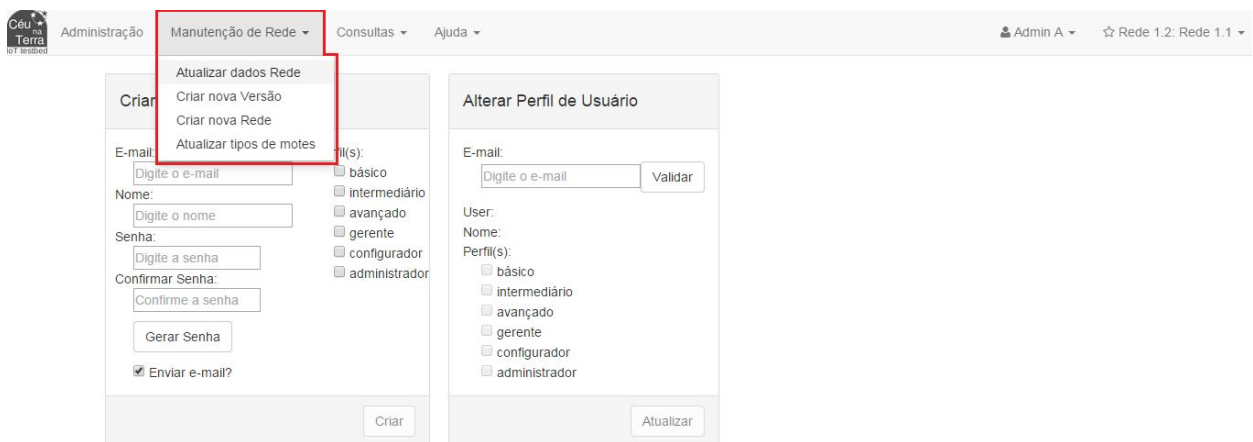 Céu
na
Terra
IoT testbed
Administração
Manutenção de Rede
Consultas
Ajuda
Admin A
Rede 1.2: Rede 1.1
Atualizar dados Rede
Criar nova Versão
Criar nova Rede
Atualizar tipos de motes
Criar
E-mail:
Digite o e-mail
Nome:
Digite o nome
Senha:
Digite a senha
Confirmar Senha:
Confirme a senha
Gerar Senha
Enviar e-mail?
fil(s):
básico
intermediário
avançado
gerente
configurador
administrador
Criar
Alterar Perfil de Usuário
E-mail:
Digite o e-mail Validar
User:
Nome:
Perfil(s):
básico
intermediário
avançado
gerente
configurador
administrador
Atualizar